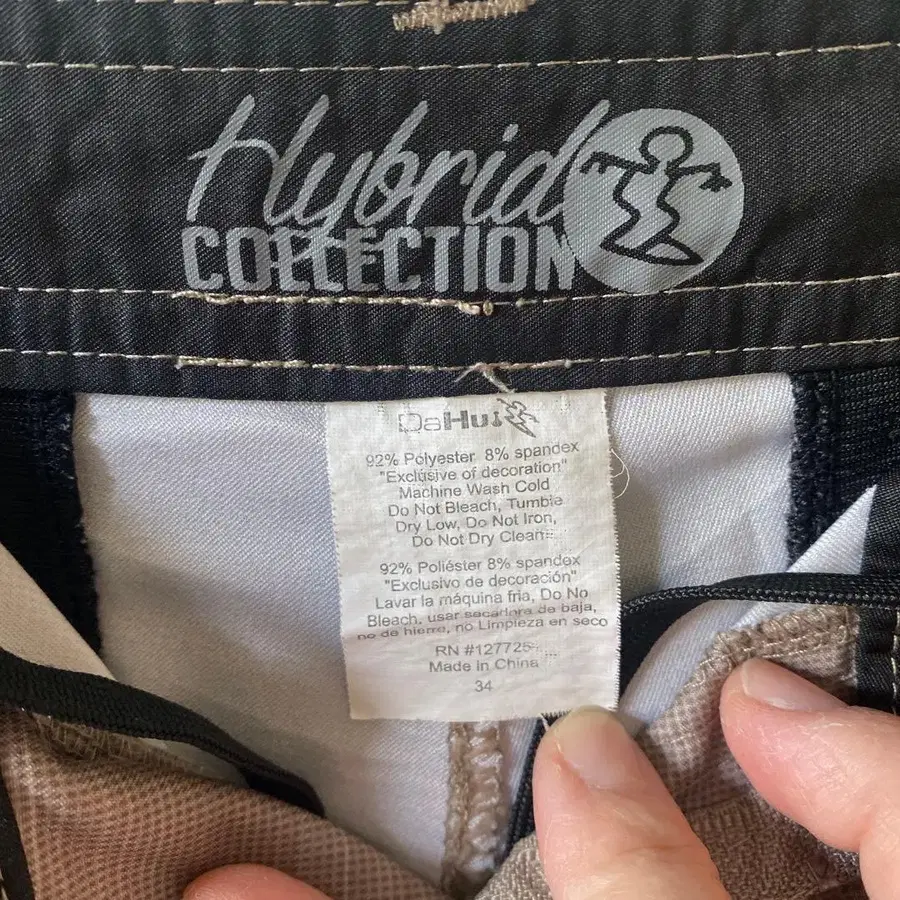 Hybrid
COLLECTION
DaHui
92% Polyester 8% spandex
"Exclusive of decoration"
Machine Wash Cold
Do Not Bleach, Tumble
Dry Low, Do Not Iron,
Do Not Dry Clean
92% Poliéster 8% spandex
"Exclusivo de decoración"
Lavar la máquina fria, Do No
Bleach, usar secadora de baja,
no de hierro, no Limpieza en seco
RN #127725
Made In China
34